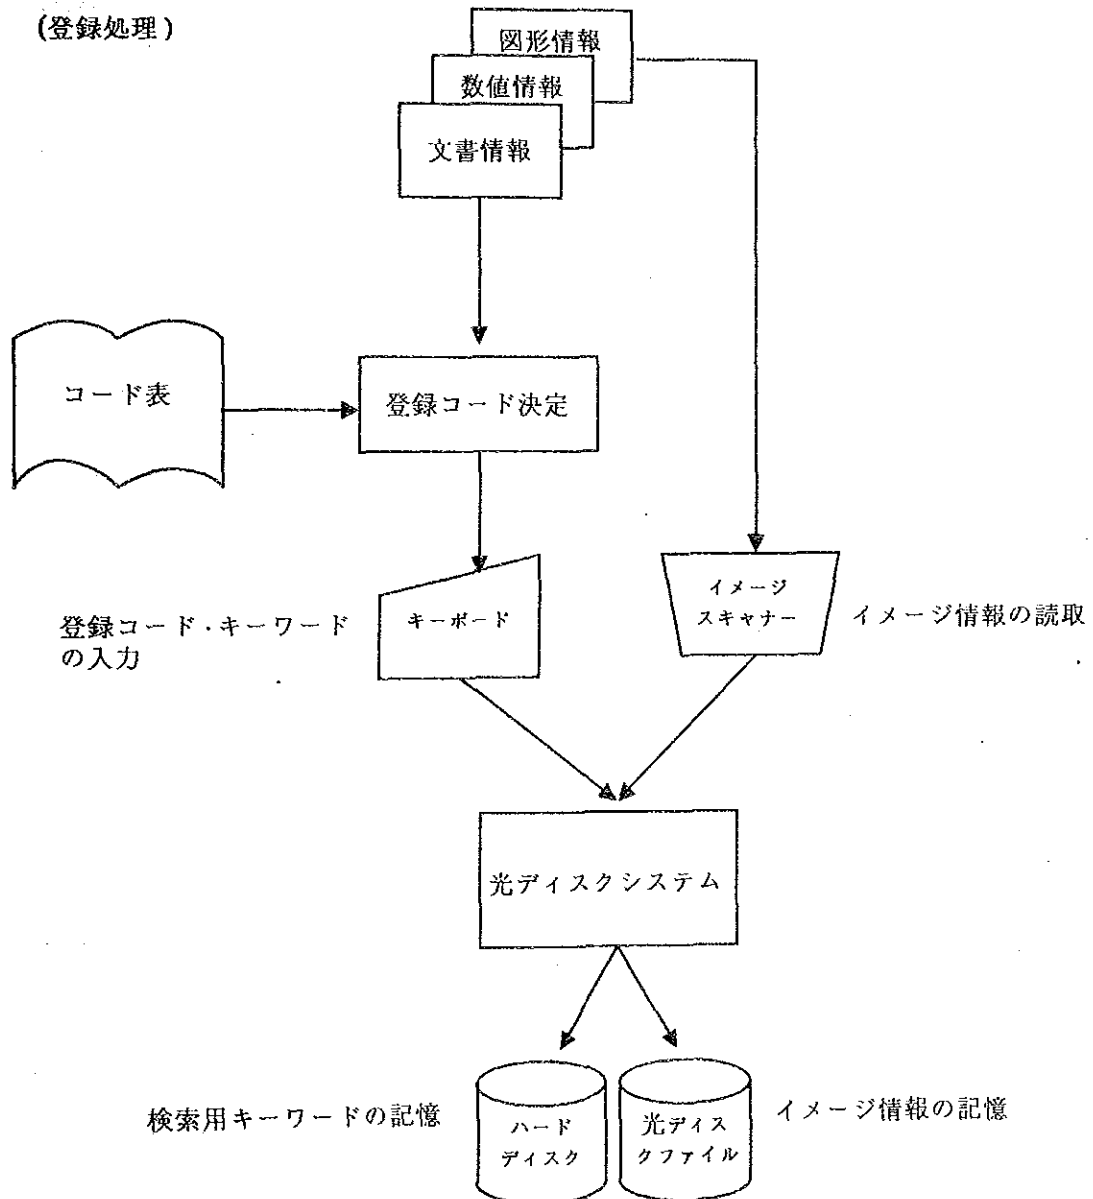 (登録処理)
図形情報
数値情報
文書情報
コード表
登録コード決定
登録コード・キーワード
の入力
キーボード
イメージ
スキャナー
イメージ情報の読取
光ディスクシステム
検索用キーワードの記憶
ハード
ディスク
光ディス
クファイル
イメージ情報の記憶